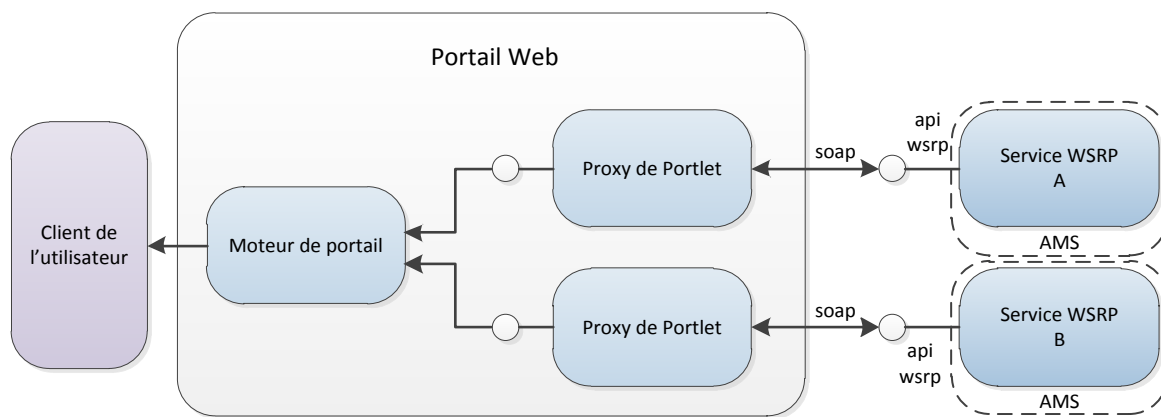 Portail Web
Client de
l'utilisateur
Moteur de portail
Proxy de Portlet
soap
api
wsrp
Service WSRP
A
AMS
Proxy de Portlet
soap
api
wsrp
Service WSRP
B
AMS